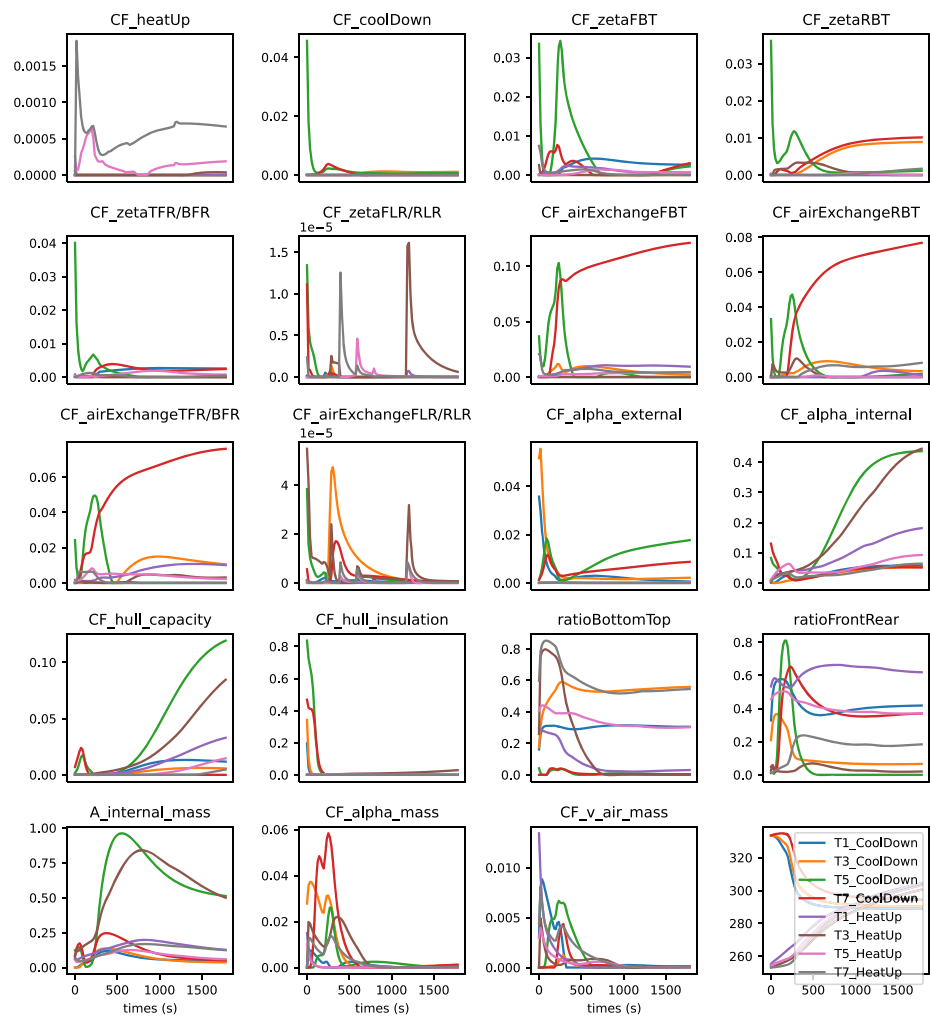 CF_heatUp CF_coolDown CF_zetaFBT CF_zetaRBT
0.0015 0.04 0.03 0.03
0.0010 0.02 0.02
0.0005 0.02 0.01 0.01
0.0000 0.00 0.00 0.00
CF_zetaTFR/BFR CF_zetaFLR/RLR CF_airExchangeFBT CF_airExchangeRBT
1e-5
0.04 1.5 0.10 0.08
0.03 1.0 0.06
0.02 0.05 0.04
0.01 0.5 0.02
0.00 0.0 0.00 0.00
CF_airExchangeTFR/BFR CF_airExchangeFLR/RLR CF_alpha_external CF_alpha_internal
1e-5
0.06 4 0.04 0.4
0.04 0.3
0.02 2 0.02 0.2
0.1
0.00 0 0.00 0.0
CF_hull_capacity CF_hull_insulation ratioBottomTop ratioFrontRear
0.10 0.8 0.8 0.8
0.6 0.6 0.6
0.05 0.4 0.4 0.4
0.2 0.2 0.2
0.00 0.0 0.0 0.0
A_internal_mass CF_alpha_mass CF_v_air_mass
1.00 0.06 0.010 320
0.75 0.04 300
0.50 0.005 280
0.25 0.02 260
0.00 0.00 0.000
T1_CoolDown
T3_CoolDown
T5_CoolDown
T7_CoolDown
T1_HeatUp
T3_HeatUp
T5_HeatUp
T7_HeatUp
0 500 1000 1500 0 500 1000 1500 0 500 1000 1500 0 500 1000 1500
times (s) times (s) times (s)